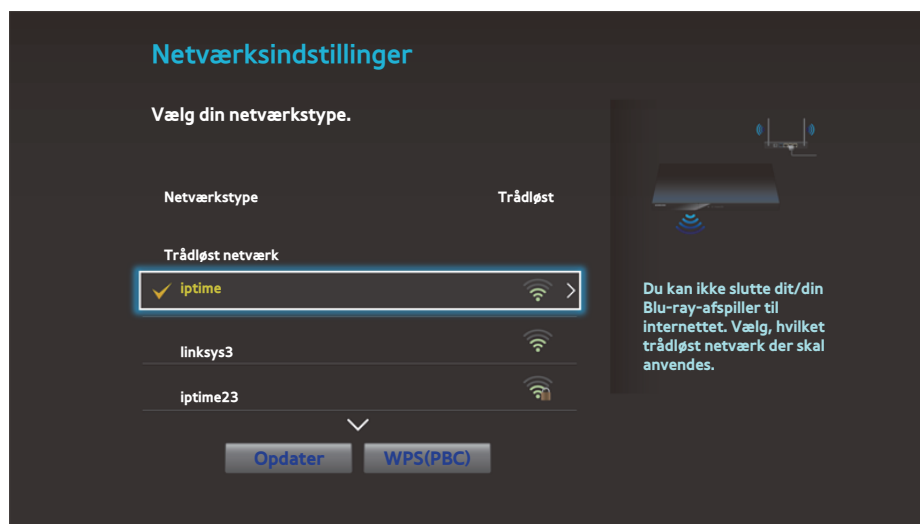 Netværksindstillinger
Vælg din netværkstype.
Netværkstype Trådløst
Trådløst netværk
iptime
linksys3
iptime23
Opdater WPS(PBC)
Du kan ikke slutte dit/din
Blu-ray-afspiller til
internettet. Vælg, hvilket
trådløst netværk der skal
anvendes.